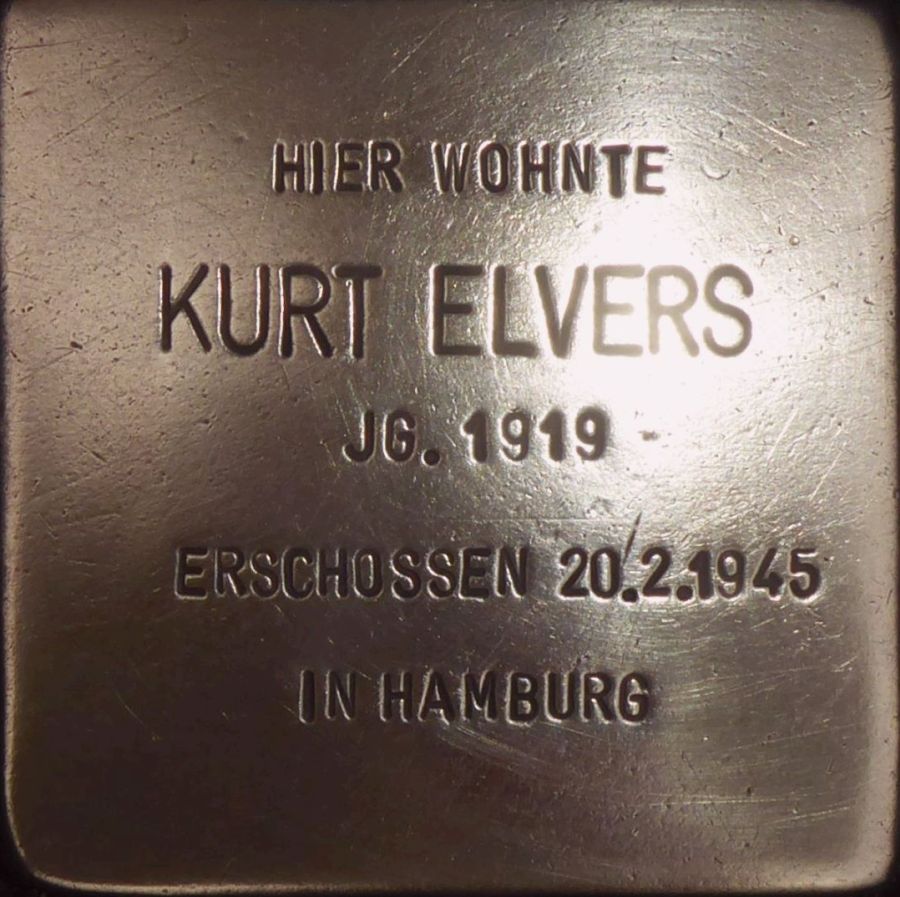 HIER WOHNTE
KURT ELVERS
JG. 1919
ERSCHOSSEN 20.2.1945
IN HAMBURG